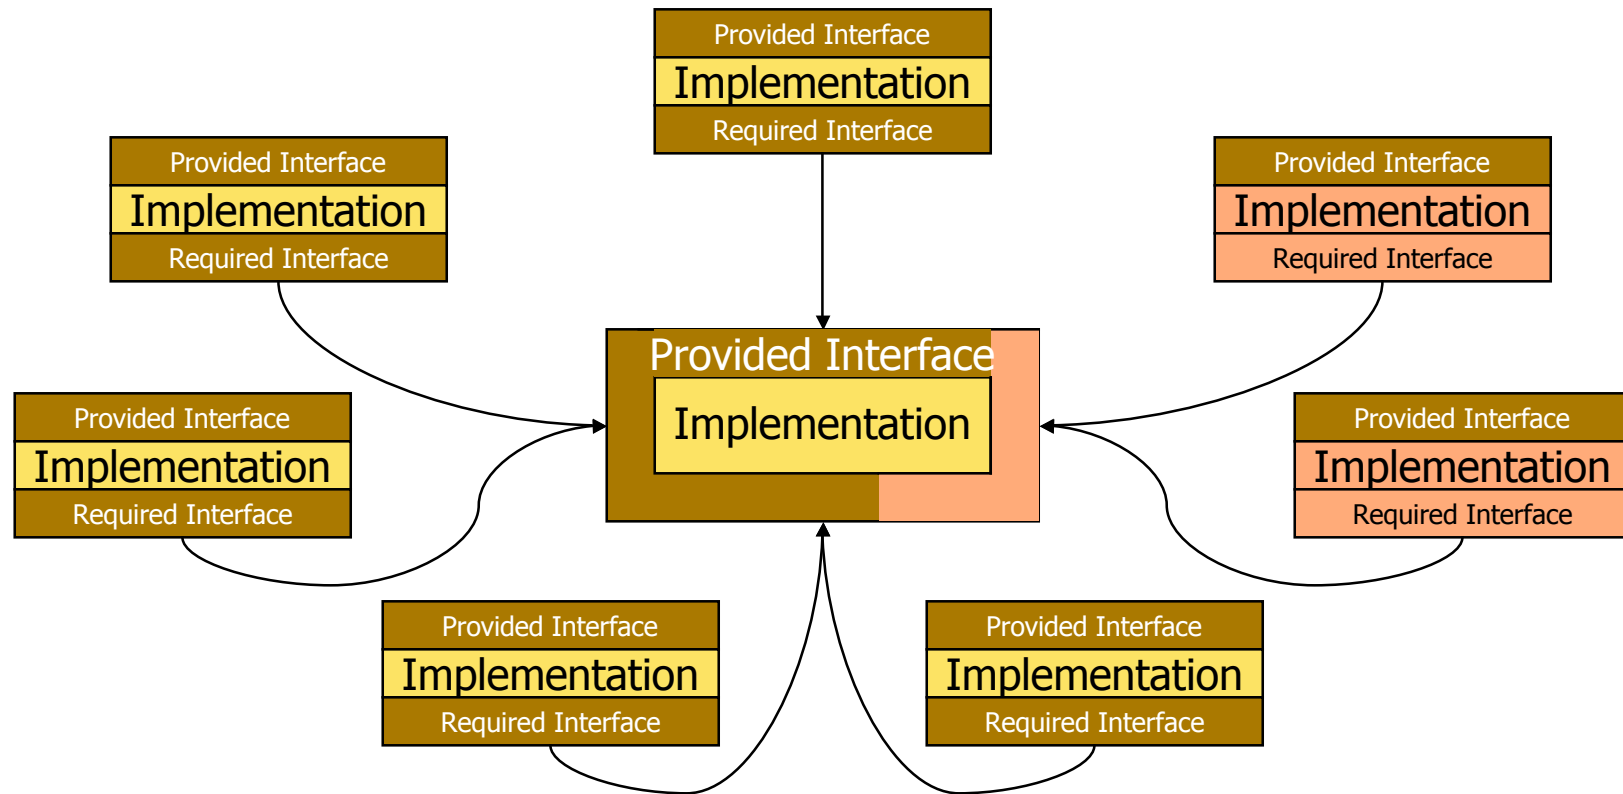 Provided Interface
Implementation
Required Interface
Provided Interface
Implementation
Required Interface
Provided Interface
Implementation
Required Interface
Provided Interface
Implementation
Provided Interface
Implementation
Required Interface
Provided Interface
Implementation
Required Interface
Provided Interface
Implementation
Required Interface
Provided Interface
Implementation
Required Interface